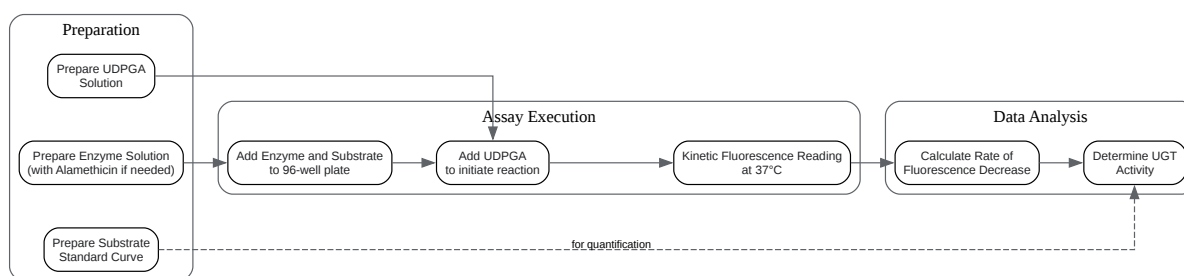 Preparation
Prepare UDPGA
Solution
Prepare Enzyme Solution
(with Alamethicin if needed)
Prepare Substrate
Standard Curve
Assay Execution
Add Enzyme and Substrate
to 96-well plate
Add UDPGA
to initiate reaction
Kinetic Fluorescence Reading
at 37°C
Data Analysis
Calculate Rate of
Fluorescence Decrease
Determine UGT
Activity
for quantification